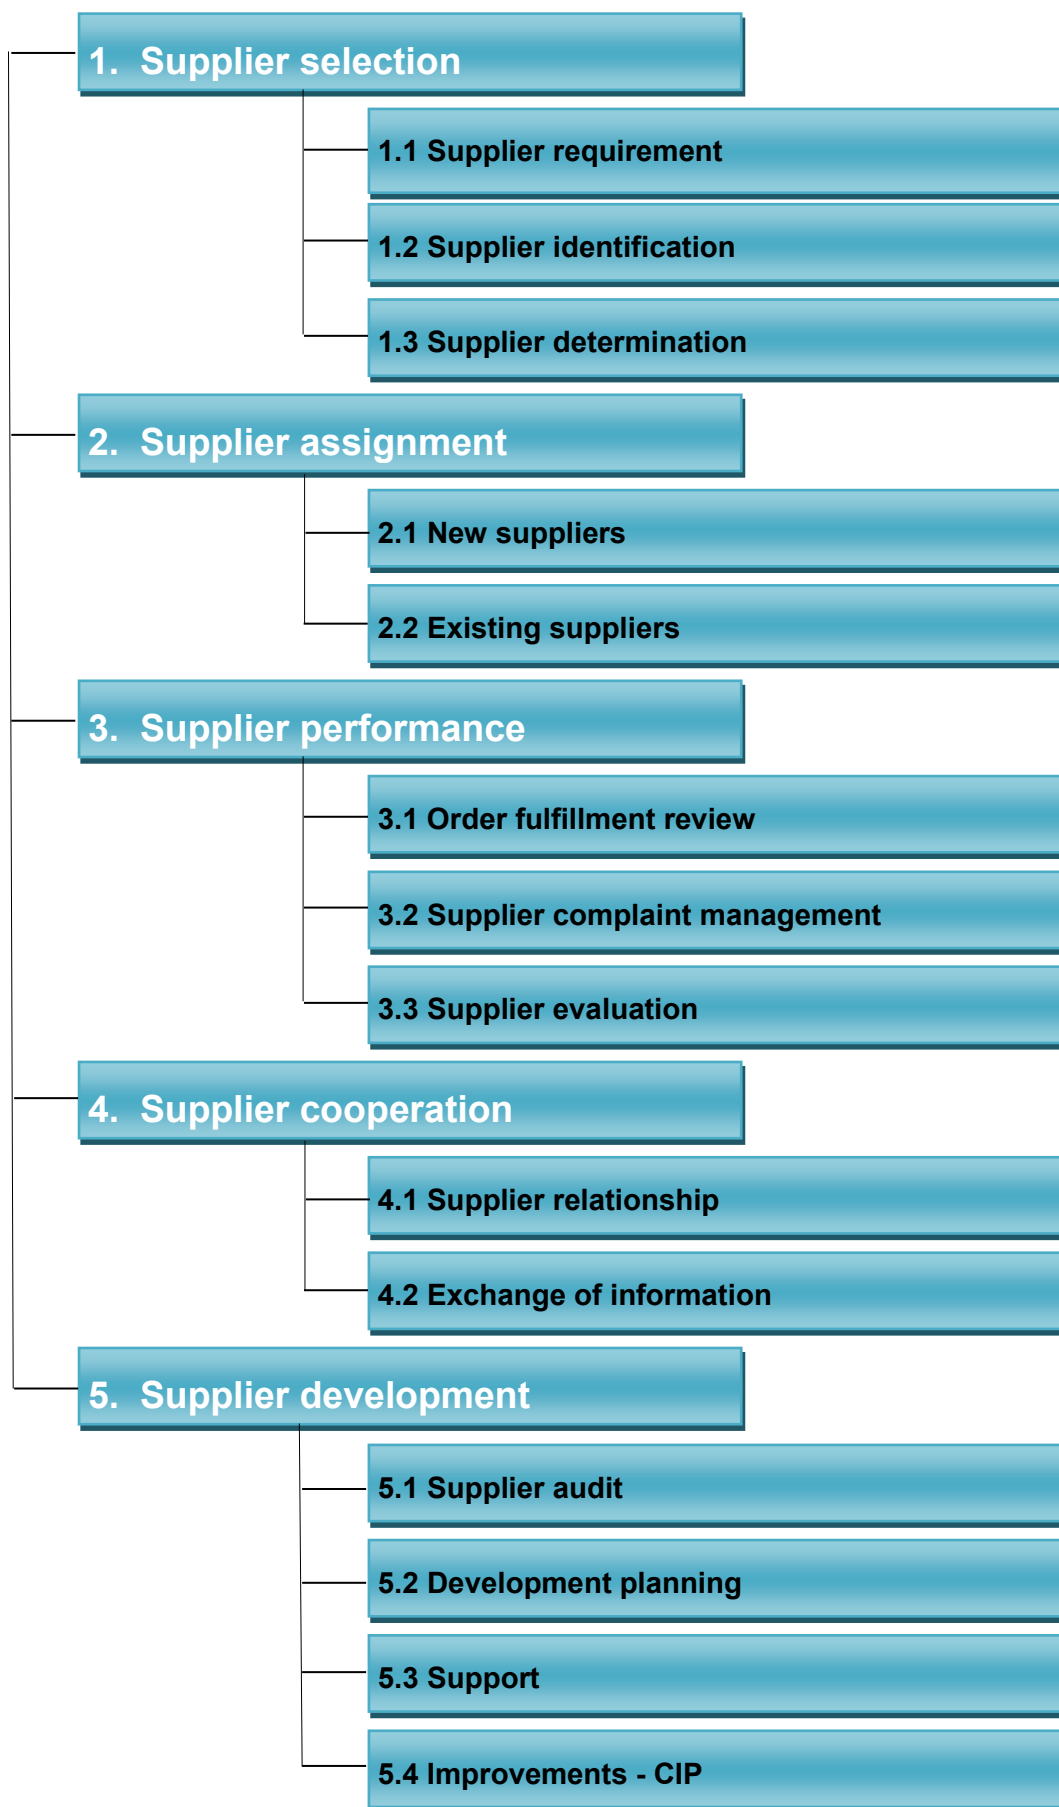 1. Supplier selection
1.1 Supplier requirement
1.2 Supplier identification
1.3 Supplier determination
2. Supplier assignment
2.1 New suppliers
2.2 Existing suppliers
3. Supplier performance
3.1 Order fulfillment review
3.2 Supplier complaint management
3.3 Supplier evaluation
4. Supplier cooperation
4.1 Supplier relationship
4.2 Exchange of information
5. Supplier development
5.1 Supplier audit
5.2 Development planning
5.3 Support
5.4 Improvements - CIP